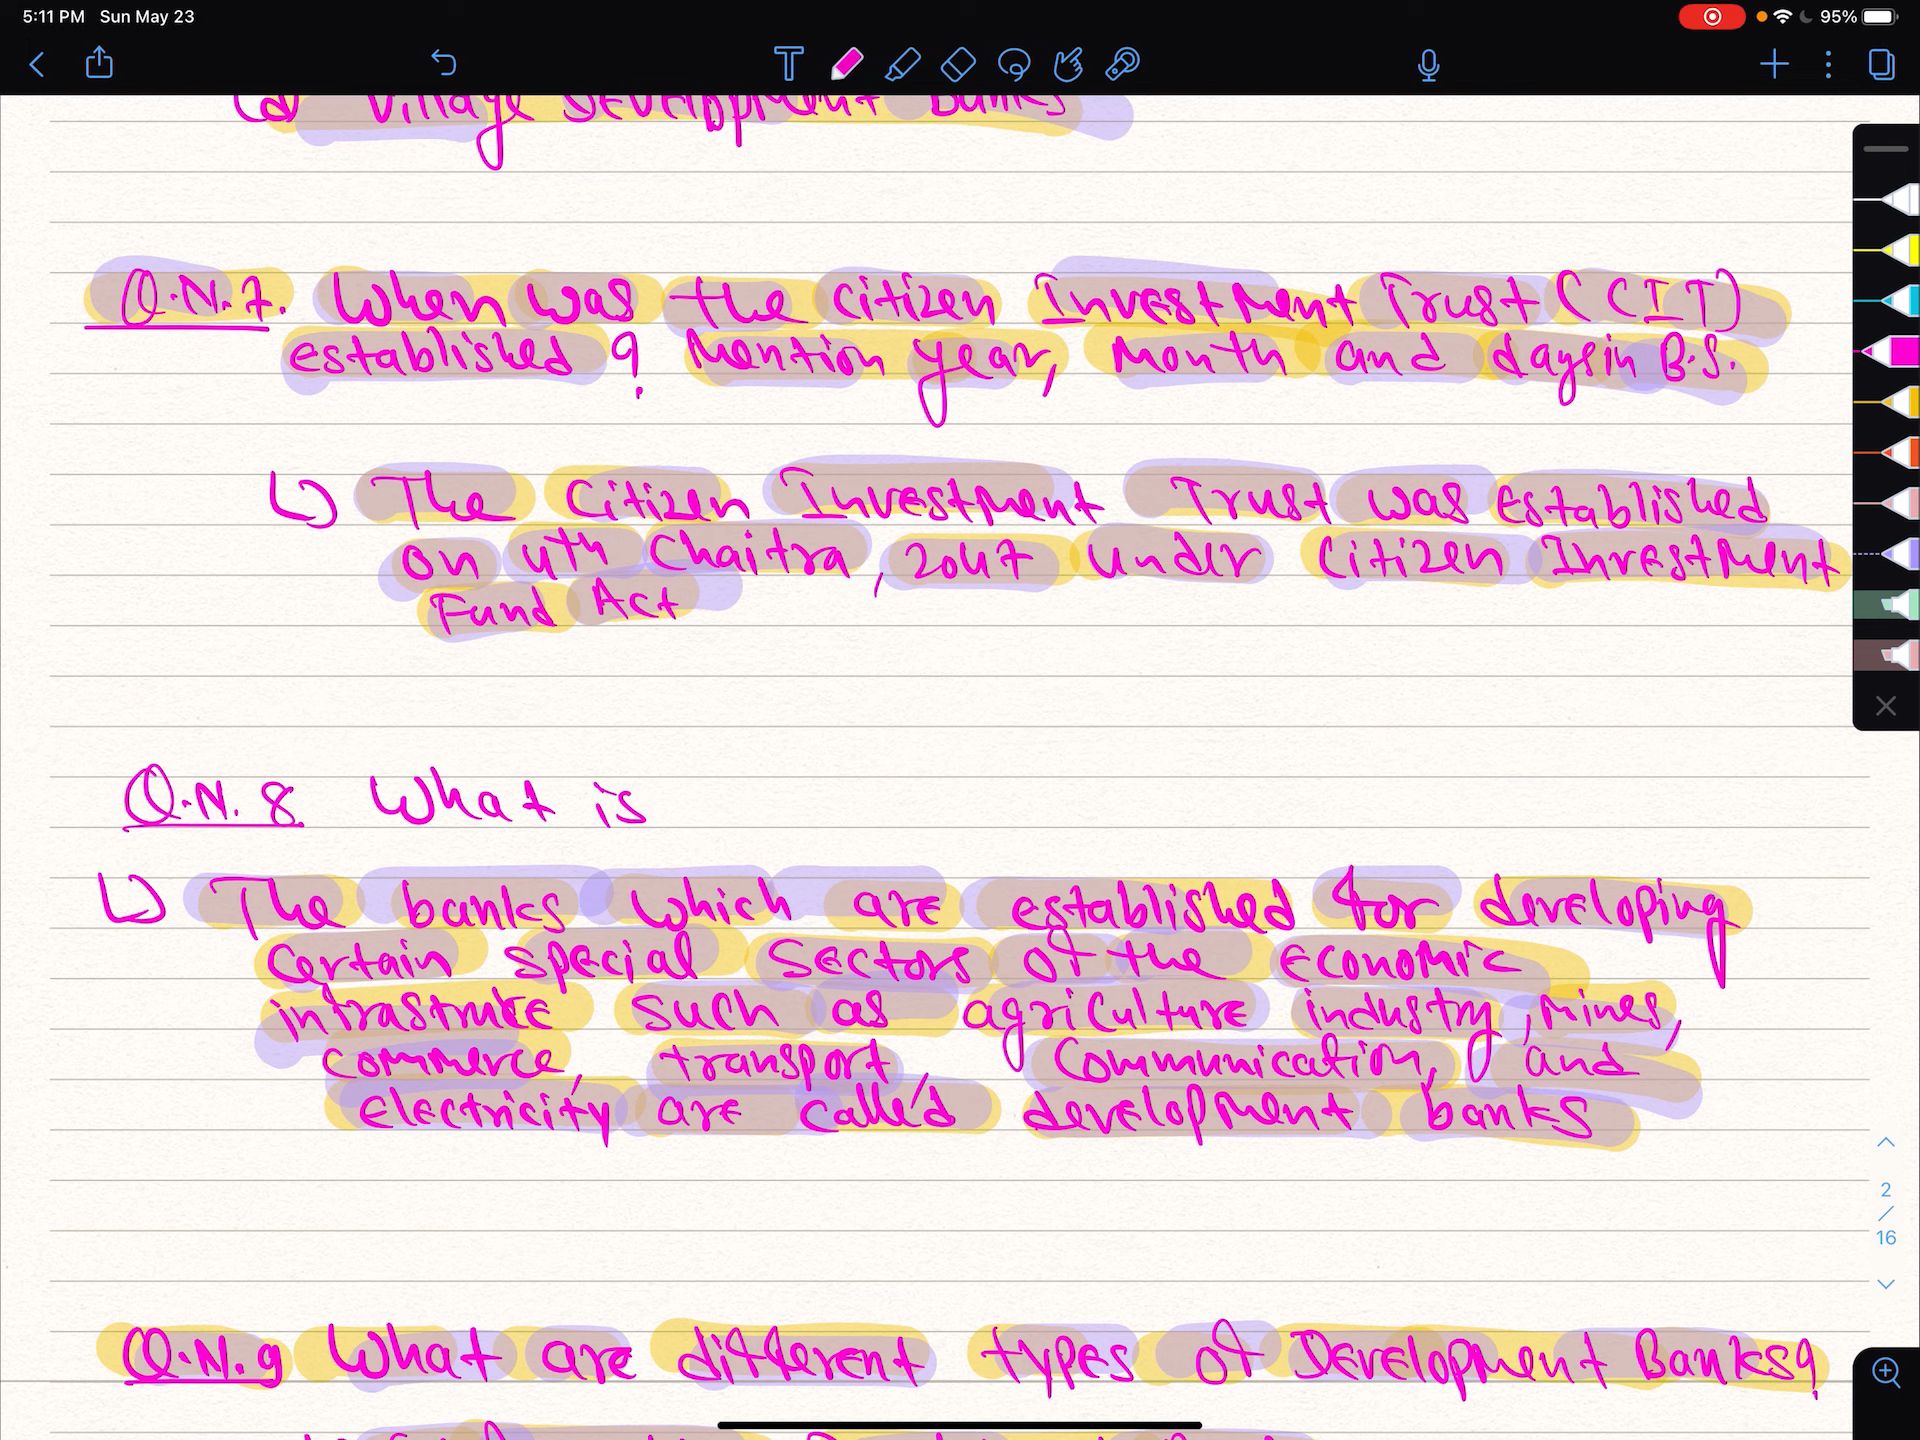 5:11 PM Sun May 23
95%
Village Development Banks
Q.N.7. When was the Citizen Investment Trust (CIT)
established? Mention year, Month and days in B.S.
The Citizen Investment Trust was established
on 4th Chaitra, 2047 under Citizen Investment
Fund Act
Q.N. 8 What is
The banks which are established for developing
certain special sectors of the economic
such as agriculture industry, mines,
commerce, transport, communication, and
electricity are called development banks
2
/
16
Q.N.9 What are different types of Development Banks?